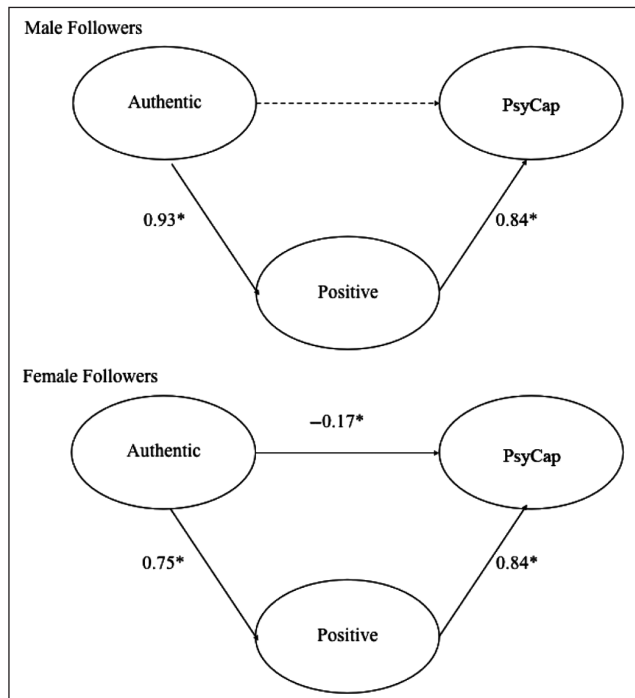 Male Followers
Authentic
PsyCap
0.93*
0.84*
Positive
Female Followers
−0.17*
Authentic
PsyCap
0.75*
0.84*
Positive